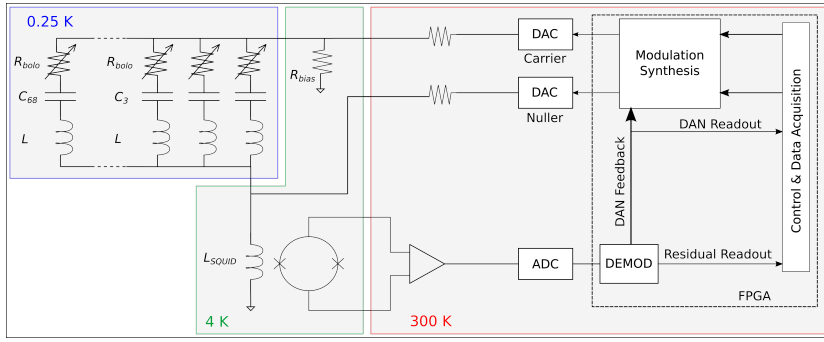 0.25 K
R_bolo
R_bolo
C_68
C_3
L
L
R_bias
DAC
Carrier
DAC
Nuller
Modulation
Synthesis
DAN Readout
DAN Feedback
Control & Data Acquisition
L_SQUID
ADC
DEMOD
Residual Readout
FPGA
4 K
300 K